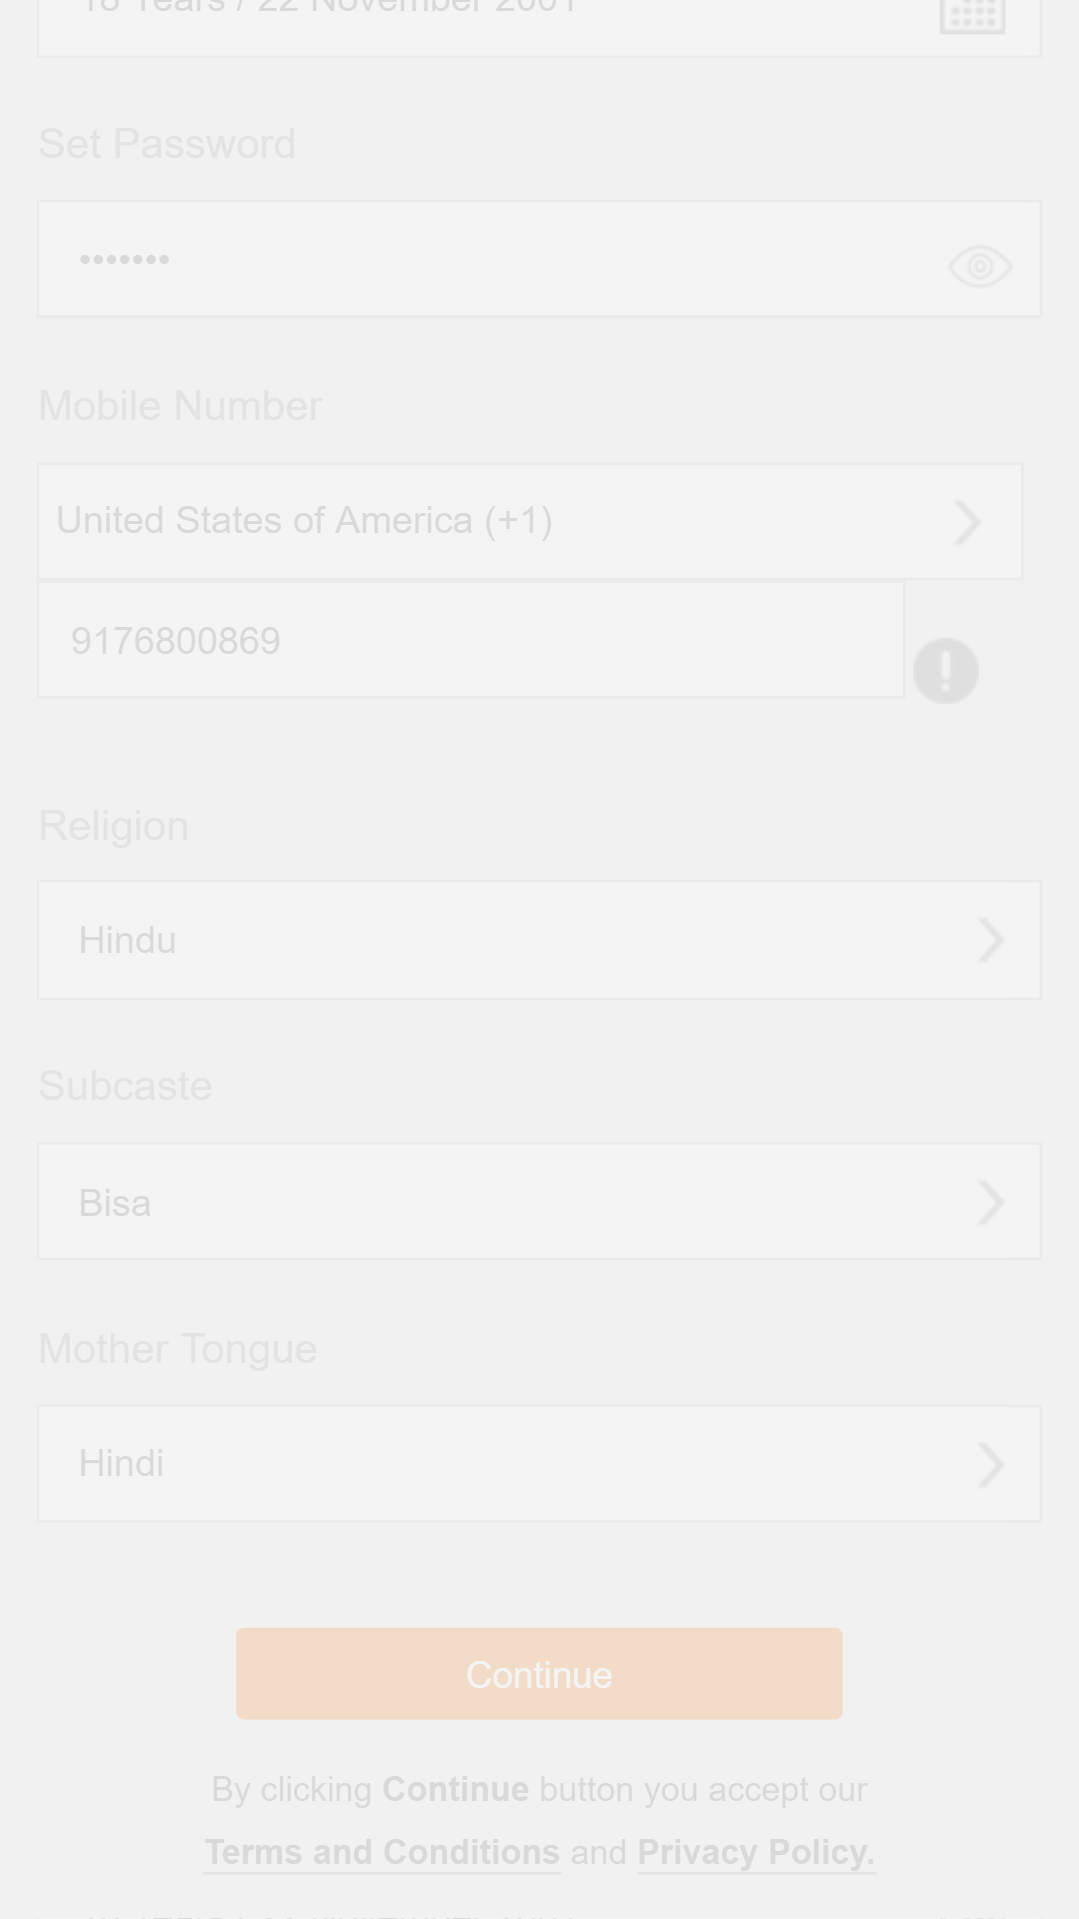 18 Years / 22 November 2001
Set Password
•••••••
Mobile Number
United States of America (+1)
9176800869
Religion
Hindu
Subcaste
Bisa
Mother Tongue
Hindi
Continue
By clicking Continue button you accept our
Terms and Conditions and Privacy Policy.